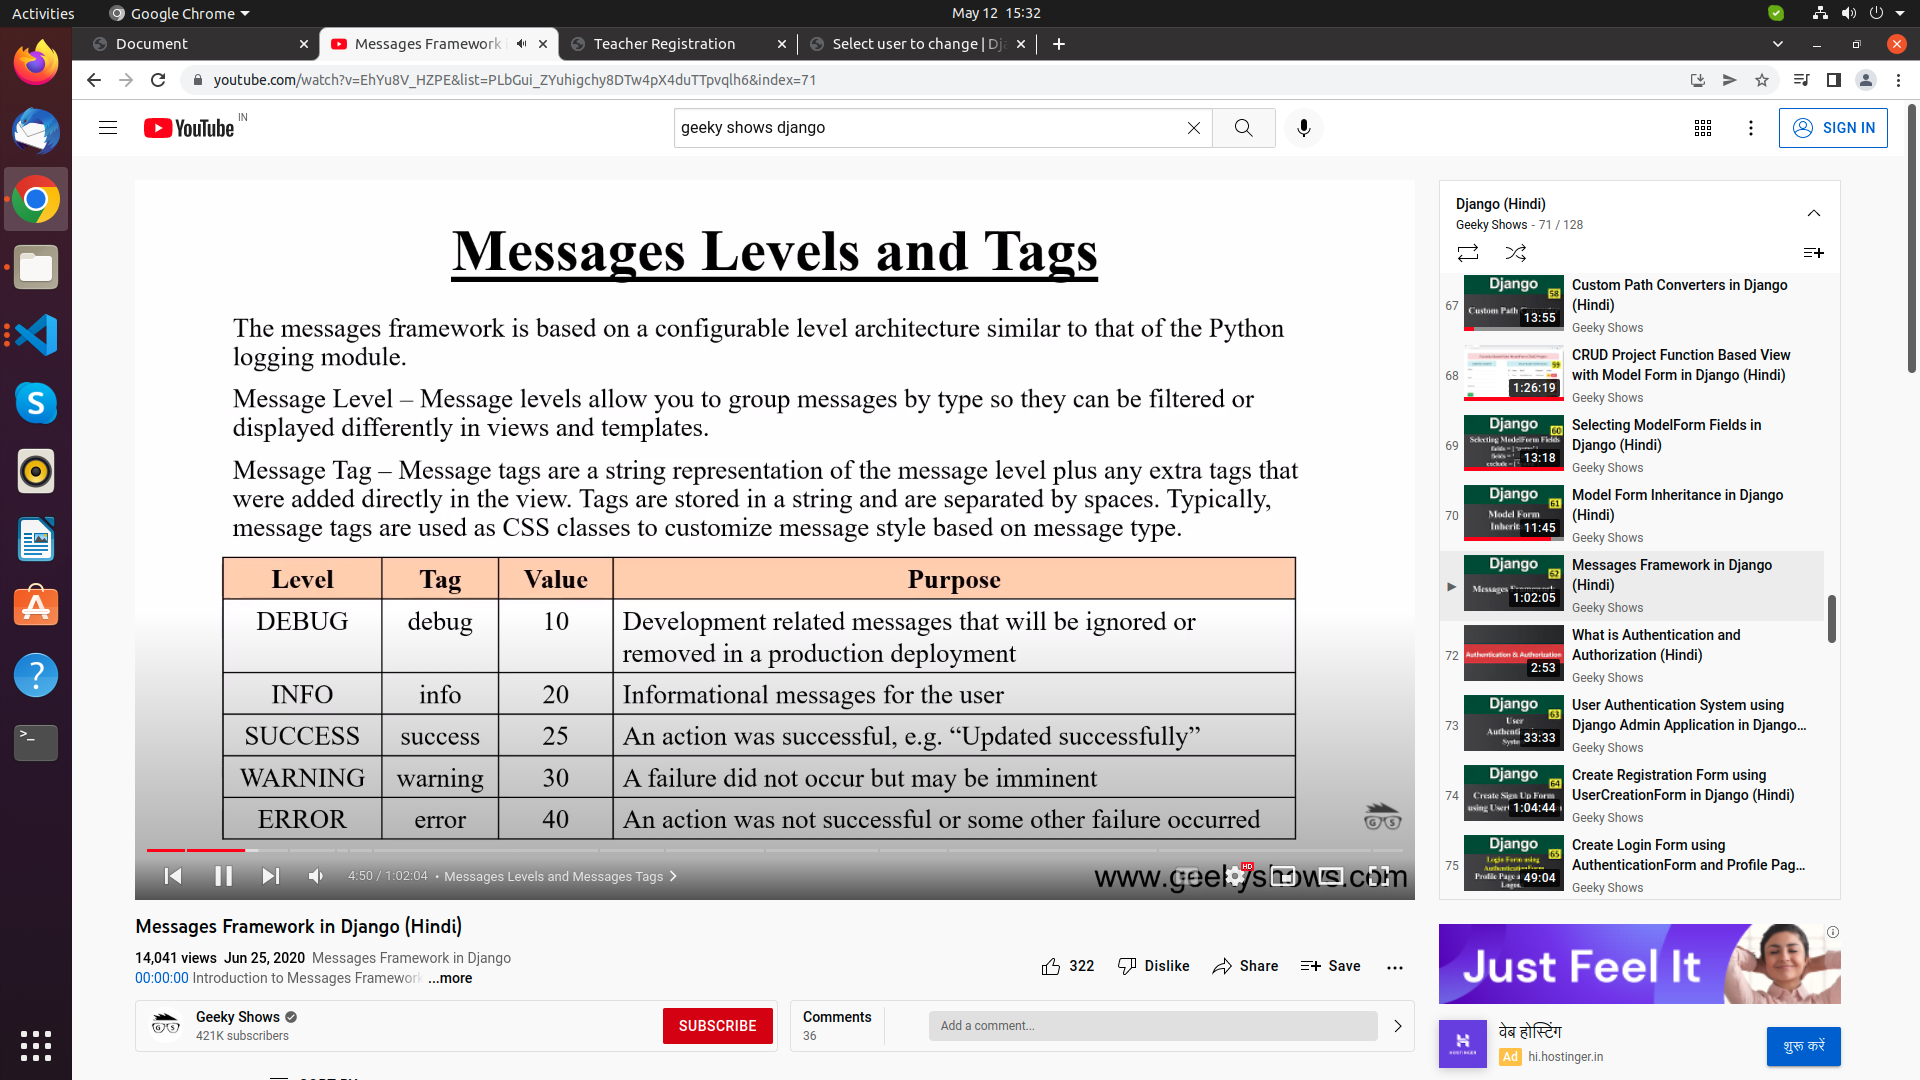 Activities
Google Chrome
May 12 15:32
Document
Messages Framework
Teacher Registration
Select user to change | Dj
youtube.com/watch?v=EhYu8V_HZPE&list=PLbGui_ZYuhigchy8DTw4pX4duTTpvqlh6&index=71
YouTube IN
geeky shows django
SIGN IN
Messages Levels and Tags
The messages framework is based on a configurable level architecture similar to that of the Python
logging module.
Message Level – Message levels allow you to group messages by type so they can be filtered or
displayed differently in views and templates.
Message Tag – Message tags are a string representation of the message level plus any extra tags that
were added directly in the view. Tags are stored in a string and are separated by spaces. Typically,
message tags are used as CSS classes to customize message style based on message type.
Level Tag Value Purpose
DEBUG debug 10 Development related messages that will be ignored or
removed in a production deployment
INFO info 20 Informational messages for the user
SUCCESS success 25 An action was successful, e.g. “Updated successfully”
WARNING warning 30 A failure did not occur but may be imminent
ERROR error 40 An action was not successful or some other failure occurred
GS
4:50 / 1:02:04 • Messages Levels and Messages Tags
HD
www.geekyshows.com
Messages Framework in Django (Hindi)
14,041 views Jun 25, 2020 Messages Framework in Django
00:00:00 Introduction to Messages Framework ...more
322 Dislike Share Save
Geeky Shows
421K subscribers
SUBSCRIBE
Comments
36
Add a comment...
Django (Hindi)
Geeky Shows - 71 / 128
67
Django
58
Custom Path
13:55
Custom Path Converters in Django
(Hindi)
Geeky Shows
68
59
1:26:19
CRUD Project Function Based View
with Model Form in Django (Hindi)
Geeky Shows
69
Django
60
Selecting ModelForm Fields
13:18
Selecting ModelForm Fields in
Django (Hindi)
Geeky Shows
70
Django
61
Model Form
11:45
Model Form Inheritance in Django
(Hindi)
Geeky Shows
Django
62
1:02:05
Messages Framework in Django
(Hindi)
Geeky Shows
72
Authentication & Authorization
2:53
What is Authentication and
Authorization (Hindi)
Geeky Shows
73
Django
63
User
33:33
User Authentication System using
Django Admin Application in Django...
Geeky Shows
74
Django
64
Create Sign Up Form
1:04:44
Create Registration Form using
UserCreationForm in Django (Hindi)
Geeky Shows
75
Django
65
Login Form using
49:04
Create Login Form using
AuthenticationForm and Profile Pag...
Geeky Shows
Just Feel It
HOSTINGER
वेब होस्टिंग
Ad hi.hostinger.in
शुरू करें